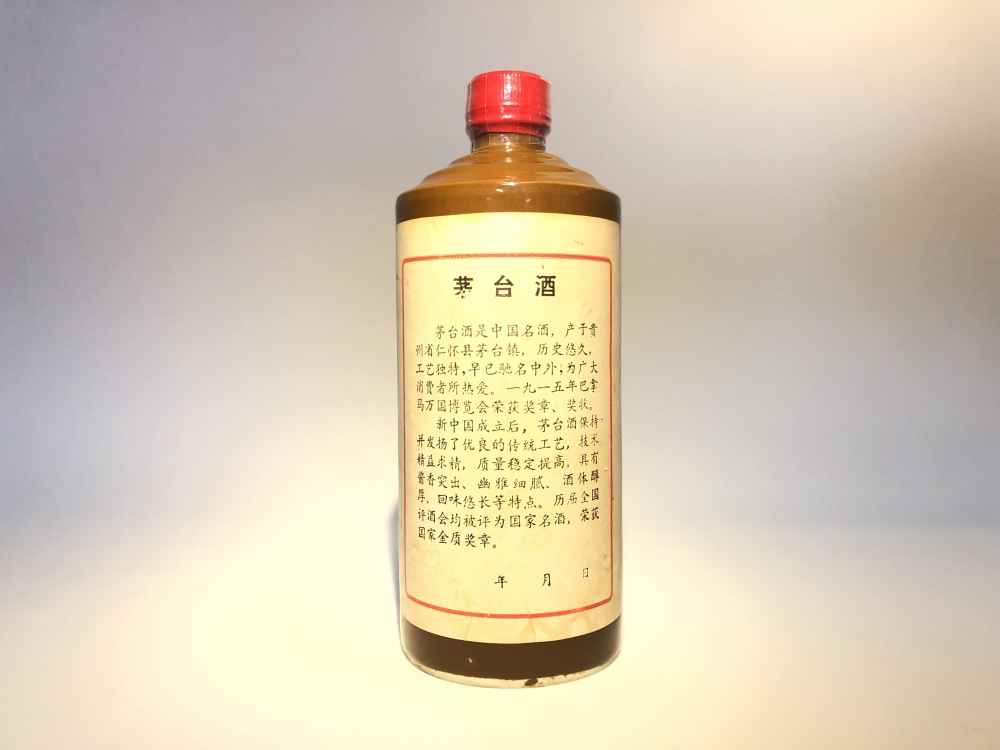 茅台酒
茅台酒是中国名酒，产于贵
州省仁怀县茅台镇，历史悠久，
工艺独特，早已驰名中外，为广大
消费者所热爱。一九一五年巴拿
马万国博览会荣获奖章、奖状。
新中国成立后，茅台酒保持
并发扬了优良的传统工艺，技术
精益求精，质量稳定提高，具有
酱香突出、幽雅细腻、酒体醇
厚、回味悠长等特点。历届全国
评酒会均被评为国家名酒，荣获
国家金质奖章。
年 月 日